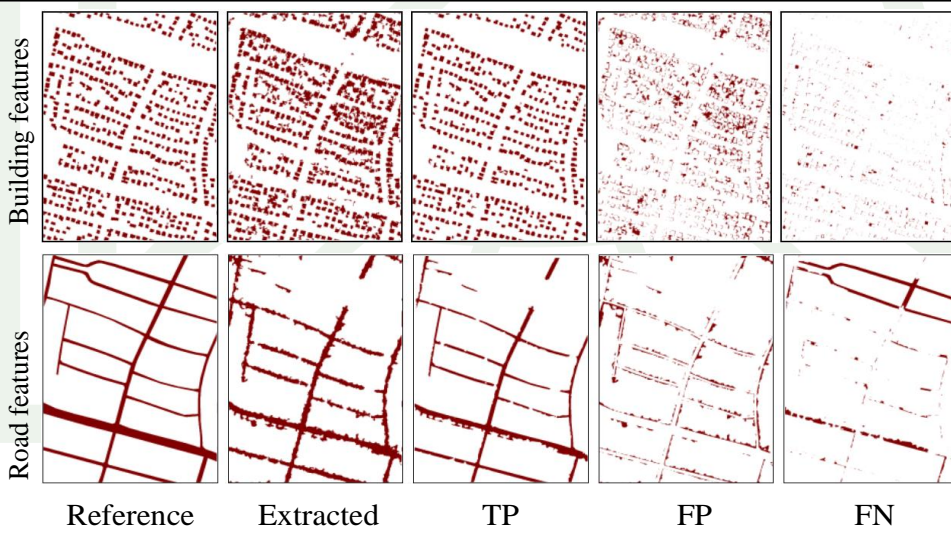 Building features
Road features
Reference
Extracted
TP
FP
FN